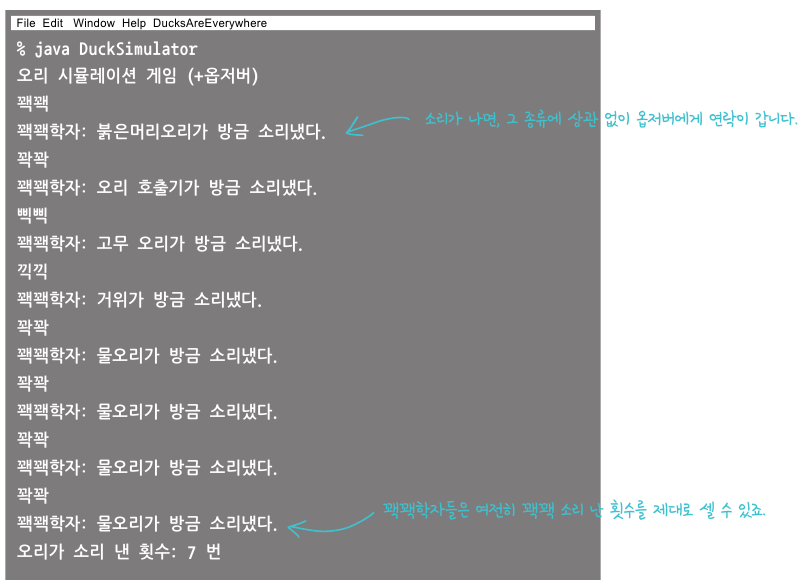 File Edit Window Help DucksAreEverywhere
% java DuckSimulator
오리 시뮬레이션 게임 (+옵저버)
꽥꽥
꽥꽥학자: 붉은머리오리가 방금 소리냈다.
소리가 나면, 그 종류에 상관 없이 옵저버에게 연락이 갑니다.
꽉꽉
꽥꽥학자: 오리 호출기가 방금 소리냈다.
삑삑
꽥꽥학자: 고무 오리가 방금 소리냈다.
끽끽
꽥꽥학자: 거위가 방금 소리냈다.
꽉꽉
꽥꽥학자: 물오리가 방금 소리냈다.
꽉꽉
꽥꽥학자: 물오리가 방금 소리냈다.
꽉꽉
꽥꽥학자: 물오리가 방금 소리냈다.
꽉꽉
꽥꽥학자: 물오리가 방금 소리냈다.
꽥꽥학자들은 여전히 꽥꽥 소리 난 횟수를 제대로 셀 수 있죠.
오리가 소리 낸 횟수: 7 번